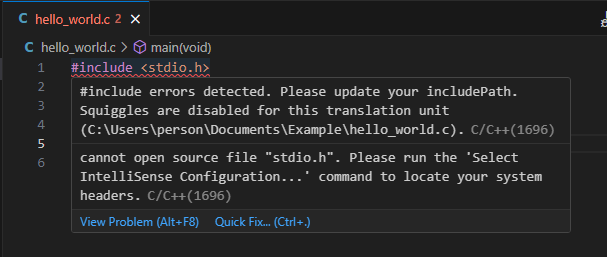 C hello_world.c 2 ×
C hello_world.c > main(void)
1 #include <stdio.h>
2 #include errors detected. Please update your includePath.
3 Squiggles are disabled for this translation unit
4 (C:\Users\person\Documents\Example\hello_world.c). C/C++(1696)
5 cannot open source file "stdio.h". Please run the 'Select
6 IntelliSense Configuration...' command to locate your system
headers. C/C++(1696)
View Problem (Alt+F8) Quick Fix... (Ctrl+.)